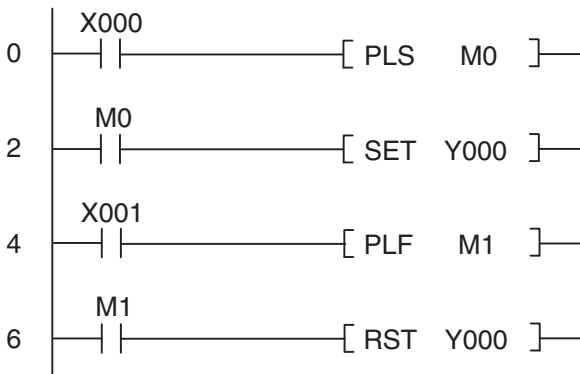 X000
0 PLS M0
M0
2 SET Y000
X001
4 PLF M1
M1
6 RST Y000